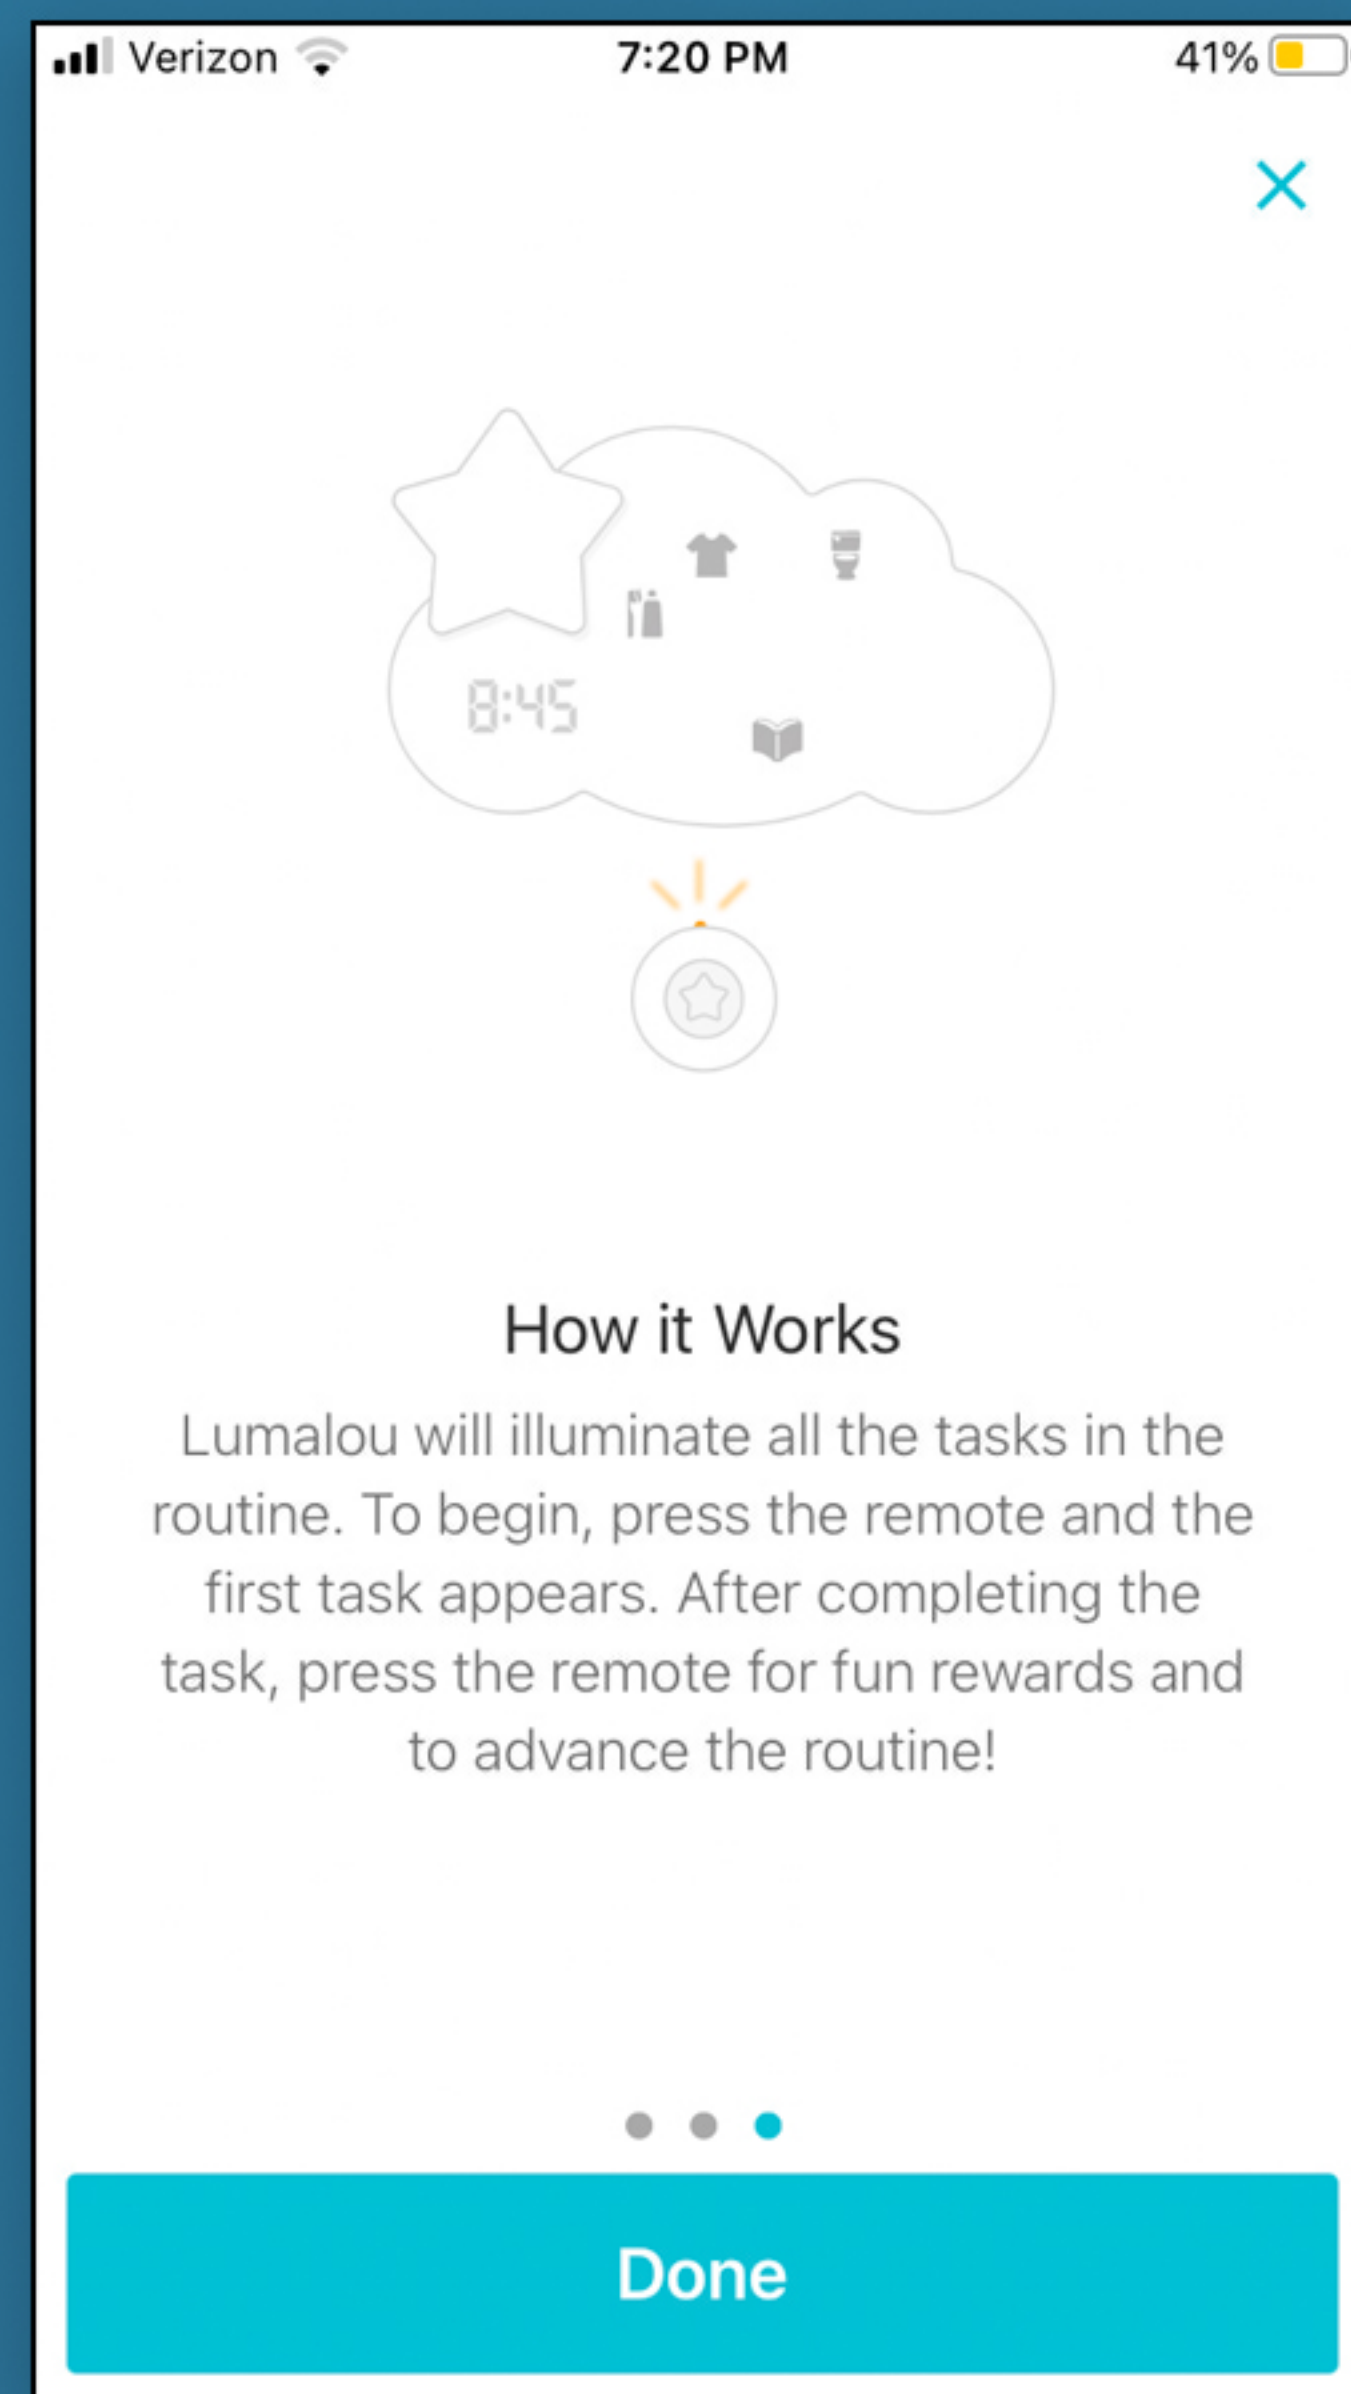 Verizon 7:20 PM 41%
8:45
How it Works
Lumalou will illuminate all the tasks in the
routine. To begin, press the remote and the
first task appears. After completing the
task, press the remote for fun rewards and
to advance the routine!
Done